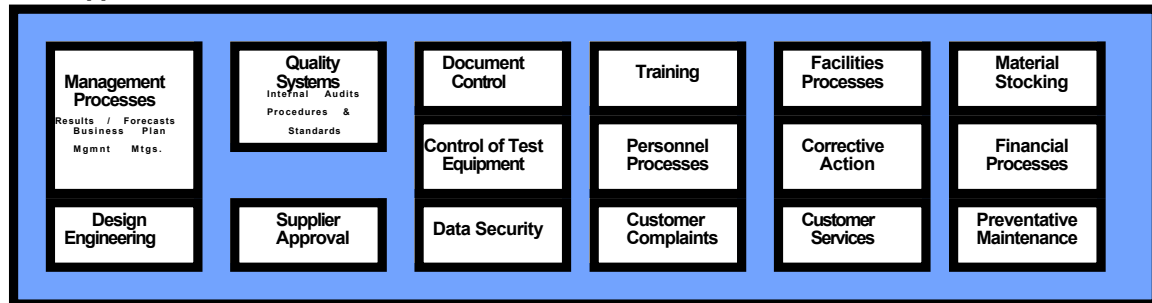 Management
Processes
Results / Forecasts
Business Plan
Mgmnt Mtgs.
Design
Engineering
Quality
Systems
Internal Audits
Procedures &
Standards
Supplier
Approval
Document
Control
Control of Test
Equipment
Data Security
Training
Personnel
Processes
Customer
Complaints
Facilities
Processes
Corrective
Action
Customer
Services
Material
Stocking
Financial
Processes
Preventative
Maintenance